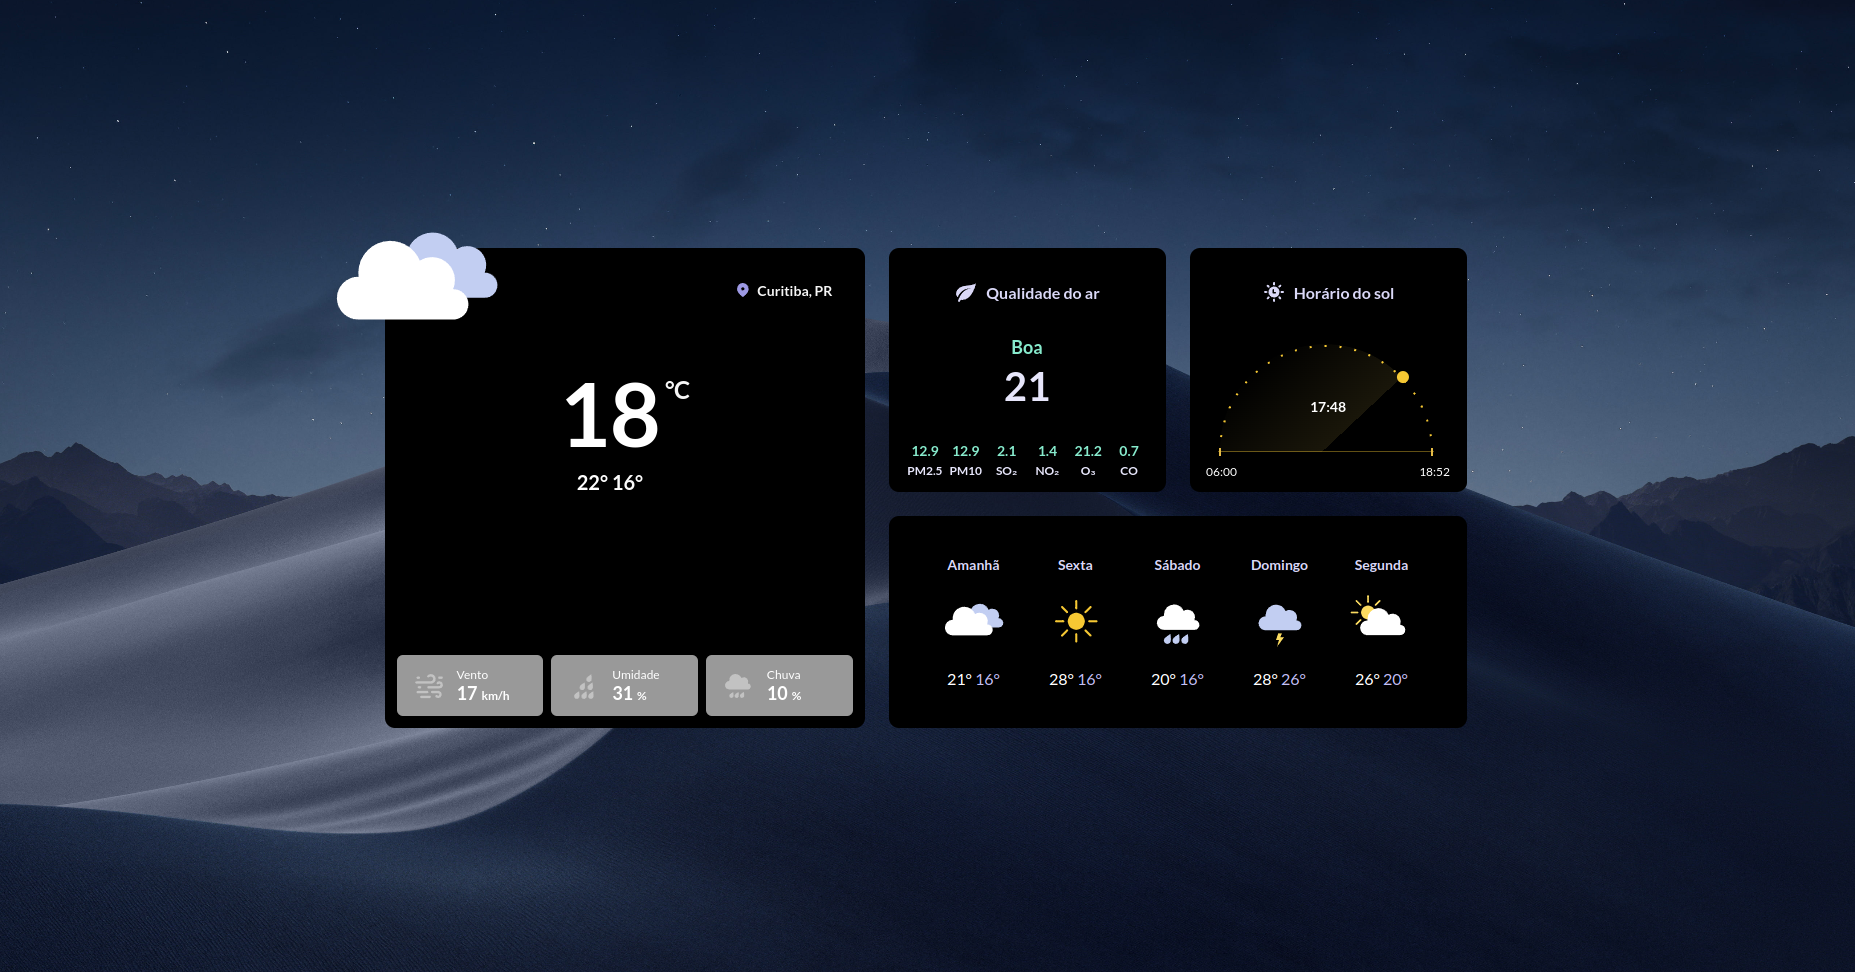 Curitiba, PR
18 °C
22° 16°
Vento
17 km/h
Umidade
31 %
Chuva
10 %
Qualidade do ar
Boa
21
12.9 12.9 2.1 1.4 21.2 0.7
PM2.5 PM10 SO₂ NO₂ O₃ CO
Horário do sol
17:48
06:00 18:52
Amanhã Sexta Sábado Domingo Segunda
21° 16° 28° 16° 20° 16° 28° 26° 26° 20°